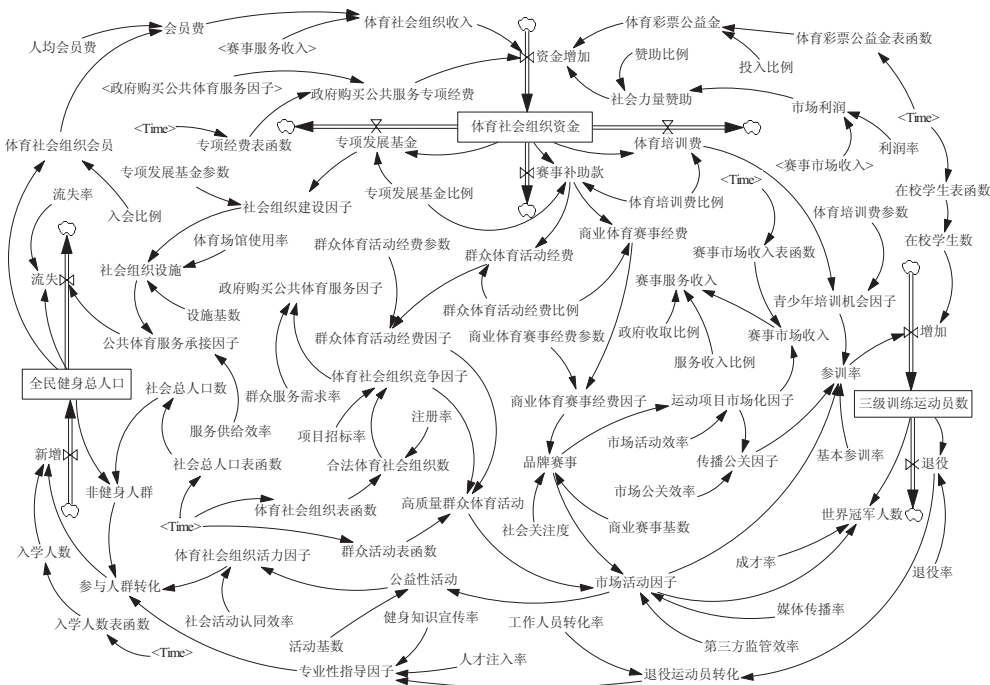 会员费
体育社会组织收入
体育彩票公益金
体育彩票公益金表函数
人均会员费
<赛事服务收入>
资金增加
赞助比例
投入比例
<政府购买公共体育服务因子>
政府购买公共服务专项经费
社会力量赞助
市场利润
<Time>
体育社会组织资金
<Time>
体育社会组织会员
专项经费表函数
专项发展基金
体育培训费
利润率
<赛事市场收入>
专项发展基金参数
赛事补助款
<Time>
流失率
专项发展基金比例
在校学生表函数
入会比例
社会组织建设因子
体育培训费比例
体育培训费参数
体育场馆使用率
群众体育活动经费参数
商业体育赛事经费
在校学生数
社会组织设施
群众体育活动经费
赛事市场收入表函数
流失
政府购买公共体育服务因子
赛事服务收入
青少年培训机会因子
设施基数
群众体育活动经费比例
政府收取比例
赛事市场收入
增加
公共体育服务承接因子
群众体育活动经费因子
商业体育赛事经费参数
服务收入比例
全民健身总人口
社会总人口数
体育社会组织竞争因子
参训率
群众服务需求率
商业体育赛事经费因子
运动项目市场化因子
三级训练运动员数
服务供给效率
项目招标率
注册率
市场活动效率
新增
社会总人口表函数
合法体育社会组织数
品牌赛事
传播公关因子
基本参训率
退役
非健身人群
市场公关效率
体育社会组织表函数
高质量群众体育活动
世界冠军人数
<Time>
社会关注度
商业赛事基数
入学人数
体育社会组织活力因子
群众活动表函数
成才率
退役率
参与人群转化
公益性活动
市场活动因子
入学人数表函数
社会活动认同效率
健身知识宣传率
工作人员转化率
媒体传播率
活动基数
第三方监管效率
<Time>
专业性指导因子
人才注入率
退役运动员转化